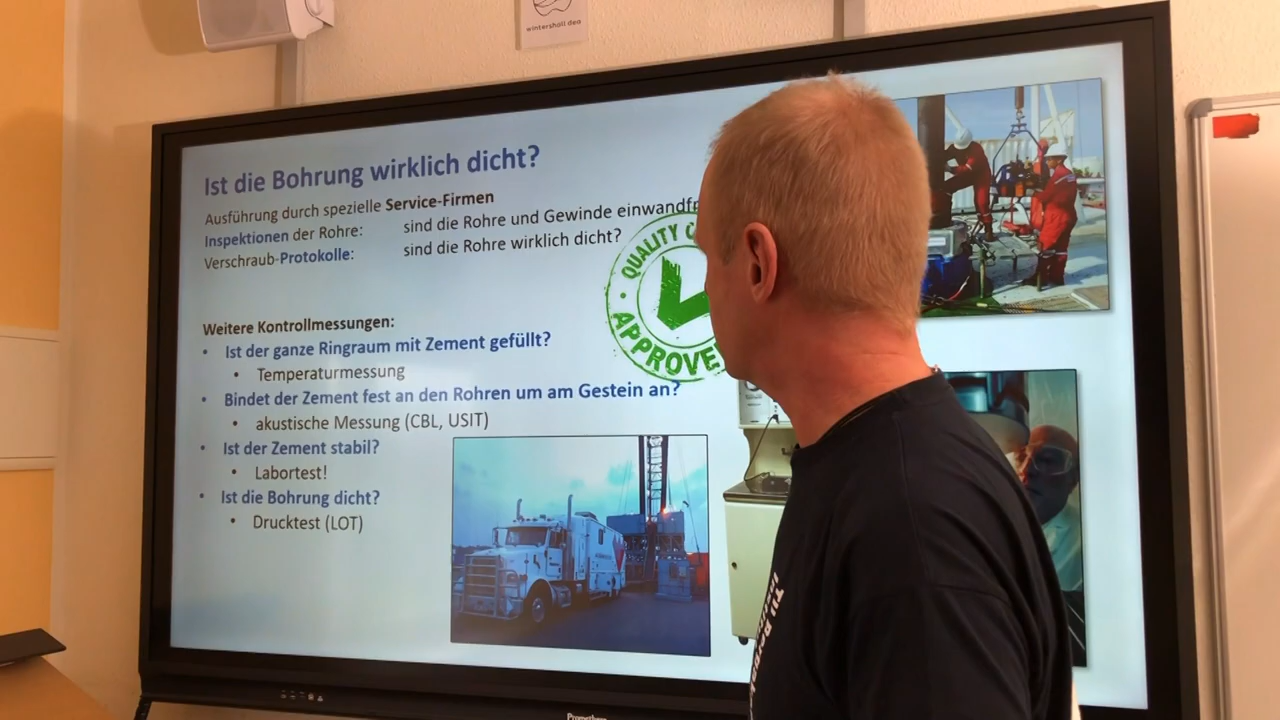 wintershall dea
Ist die Bohrung wirklich dicht?
Ausführung durch spezielle Service-Firmen
Inspektionen der Rohre: sind die Rohre und Gewinde einwandfr
Verschraub-Protokolle: sind die Rohre wirklich dicht?
QUALITY C
APPROVE
Weitere Kontrollmessungen:
• Ist der ganze Ringraum mit Zement gefüllt?
• Temperaturmessung
• Bindet der Zement fest an den Rohren um am Gestein an?
• akustische Messung (CBL, USIT)
• Ist der Zement stabil?
• Labortest!
• Ist die Bohrung dicht?
• Drucktest (LOT)
Promethean